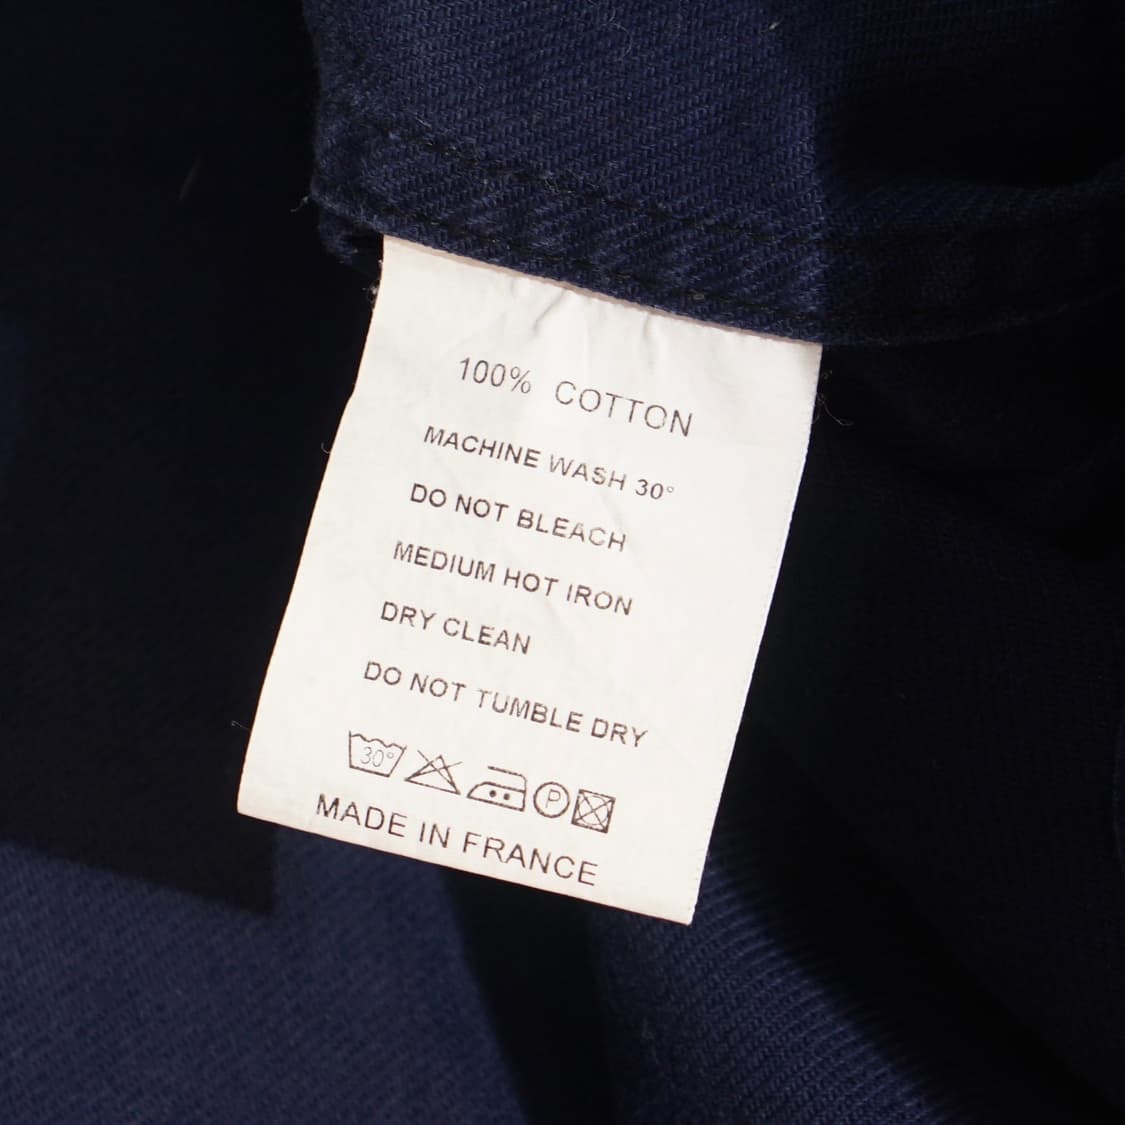 100% COTTON
MACHINE WASH 30°
DO NOT BLEACH
MEDIUM HOT IRON
DRY CLEAN
DO NOT TUMBLE DRY
30° P
MADE IN FRANCE